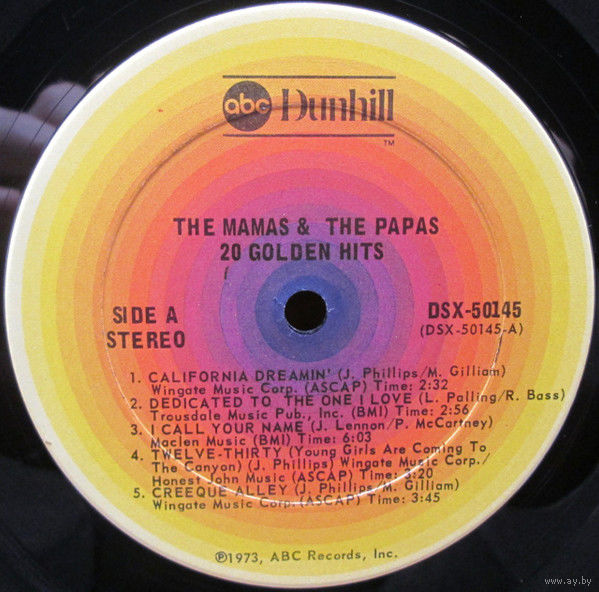 abc Dunhill
TM
THE MAMAS & THE PAPAS
20 GOLDEN HITS
SIDE A
STEREO
DSX-50145
(DSX-50145-A)
1. CALIFORNIA DREAMIN' (J. Phillips/M. Gilliam)
Wingate Music Corp. (ASCAP) Time: 2:32
2. DEDICATED TO THE ONE I LOVE (L. Palling/R. Bass)
Trousdale Music Pub., Inc. (BMI) Time: 2:56
3. I CALL YOUR NAME (J. Lennon/P. McCartney)
Maclen Music (BMI) Time: 6:03
4. TWELVE-THIRTY (Young Girls Are Coming To
The Canyon) (J. Phillips) Wingate Music Corp./
Honest John Music (ASCAP) Time: 3:20
5. CREEQUE ALLEY (J. Phillips/M. Gilliam)
Wingate Music Corp. (ASCAP) Time: 3:45
℗1973, ABC Records, Inc.
www.ay.by